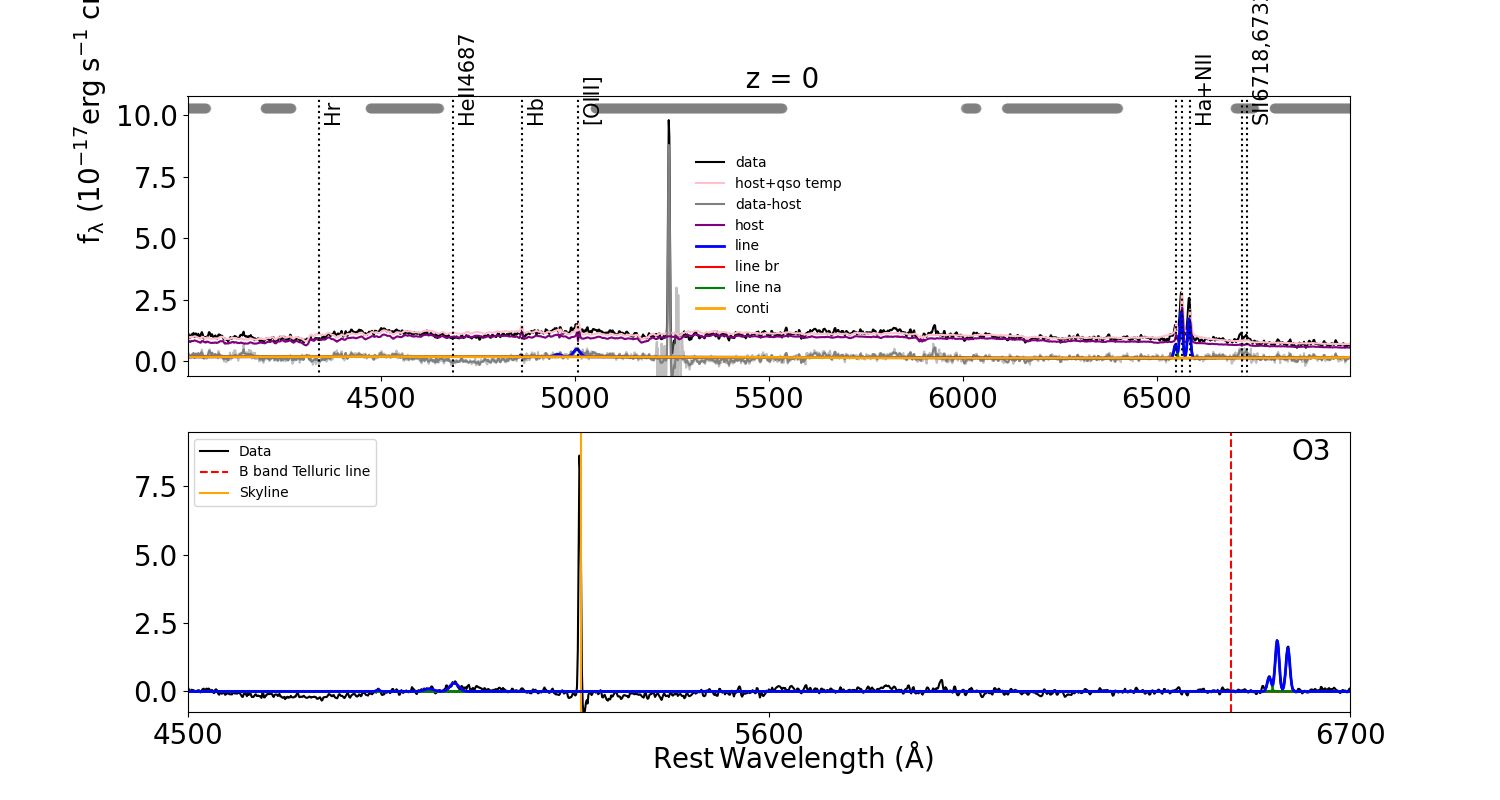 z = 0
f_λ (10^−17 erg s^−1
Hr
HeII4687
Hb
[OIII]
Ha+NII
SII6718,673
10.0
7.5
5.0
2.5
0.0
data
host+qso temp
data-host
host
line
line br
line na
conti
4500 5000 5500 6000 6500
Data
B band Telluric line
Skyline
O3
7.5
5.0
2.5
0.0
4500 5600 6700
Rest Wavelength (Å)